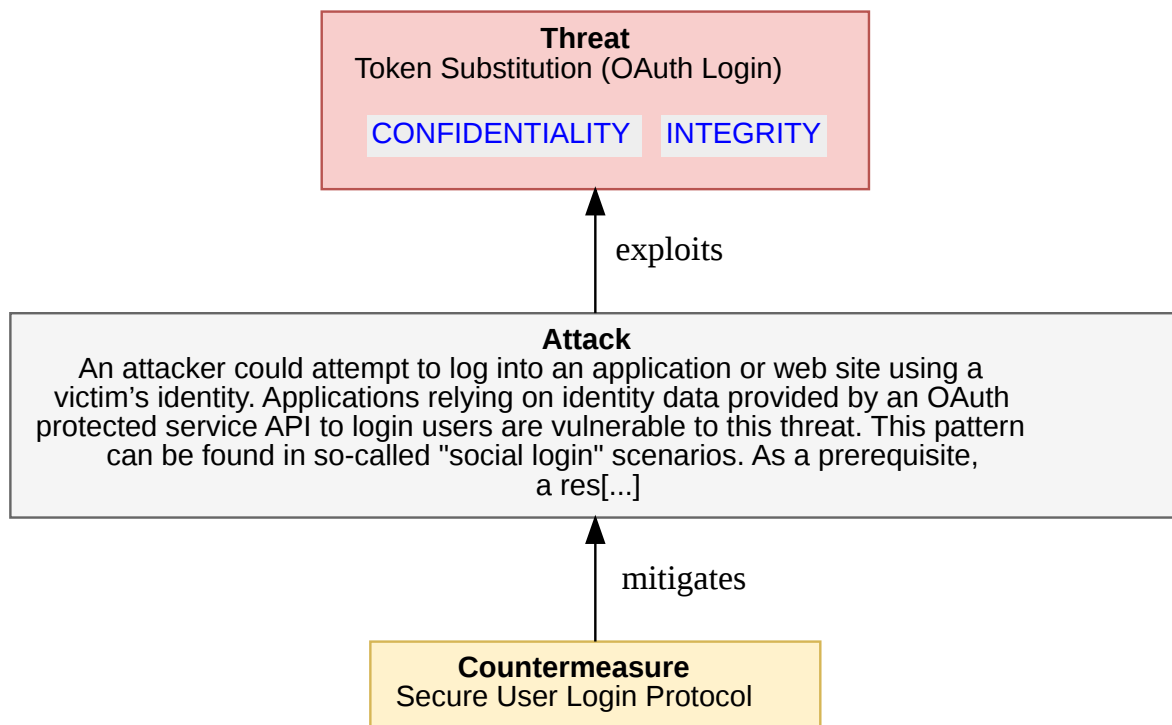 Threat
Token Substitution (OAuth Login)
CONFIDENTIALITY INTEGRITY
exploits
Attack
An attacker could attempt to log into an application or web site using a
victim’s identity. Applications relying on identity data provided by an OAuth
protected service API to login users are vulnerable to this threat. This pattern
can be found in so-called "social login" scenarios. As a prerequisite,
a res[...]
mitigates
Countermeasure
Secure User Login Protocol